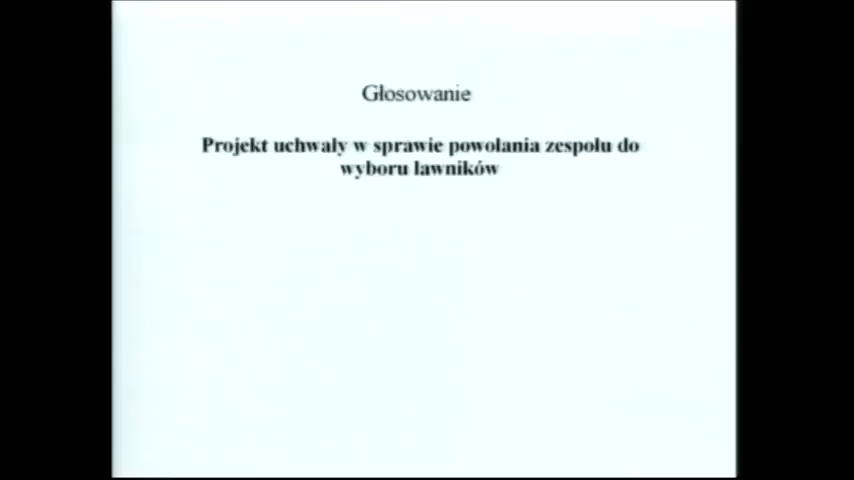 Głosowanie
Projekt uchwały w sprawie powołania zespołu do
wyboru ławników